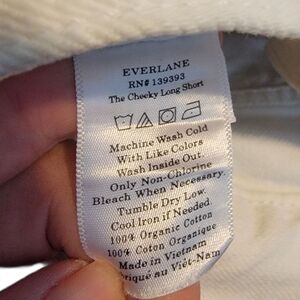 EVERLANE
RN# 139393
The Cheeky Long Short
Machine Wash Cold
With Like Colors
Wash Inside Out.
Only Non-Chlorine
Bleach When Necessary.
Tumble Dry Low.
Cool Iron if Needed.
100% Organic Cotton
100% Coton Organique
Made in Vietnam
riqué au Viêt-Nam